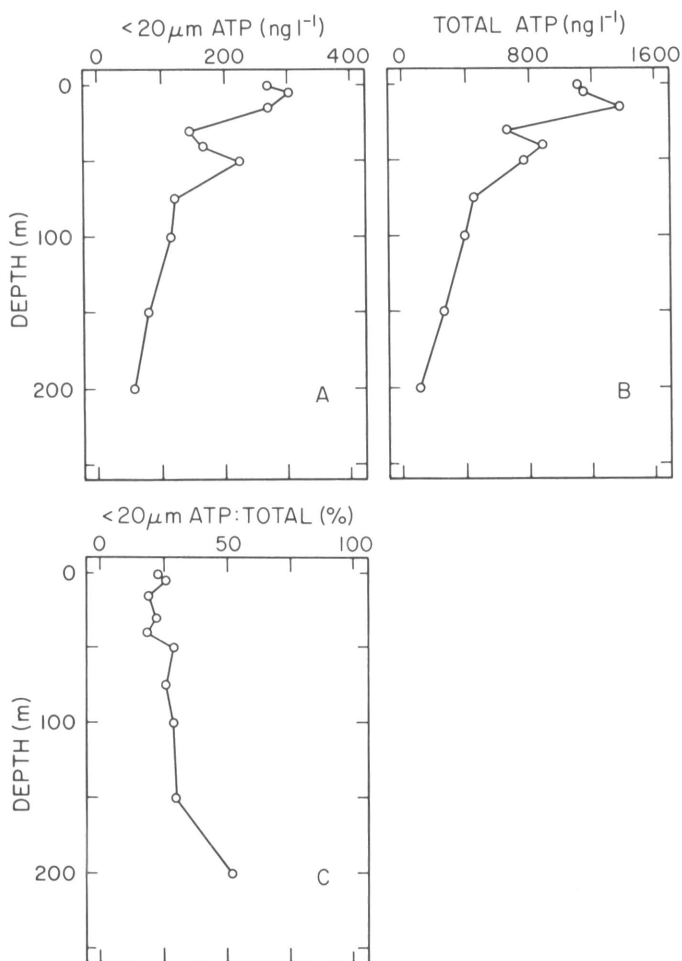 <20μm ATP (ng l⁻¹)
0 200 400
TOTAL ATP (ng l⁻¹)
0 800 1600
0
100
200
DEPTH (m)
A
B
<20μm ATP:TOTAL (%)
0 50 100
0
100
200
DEPTH (m)
C